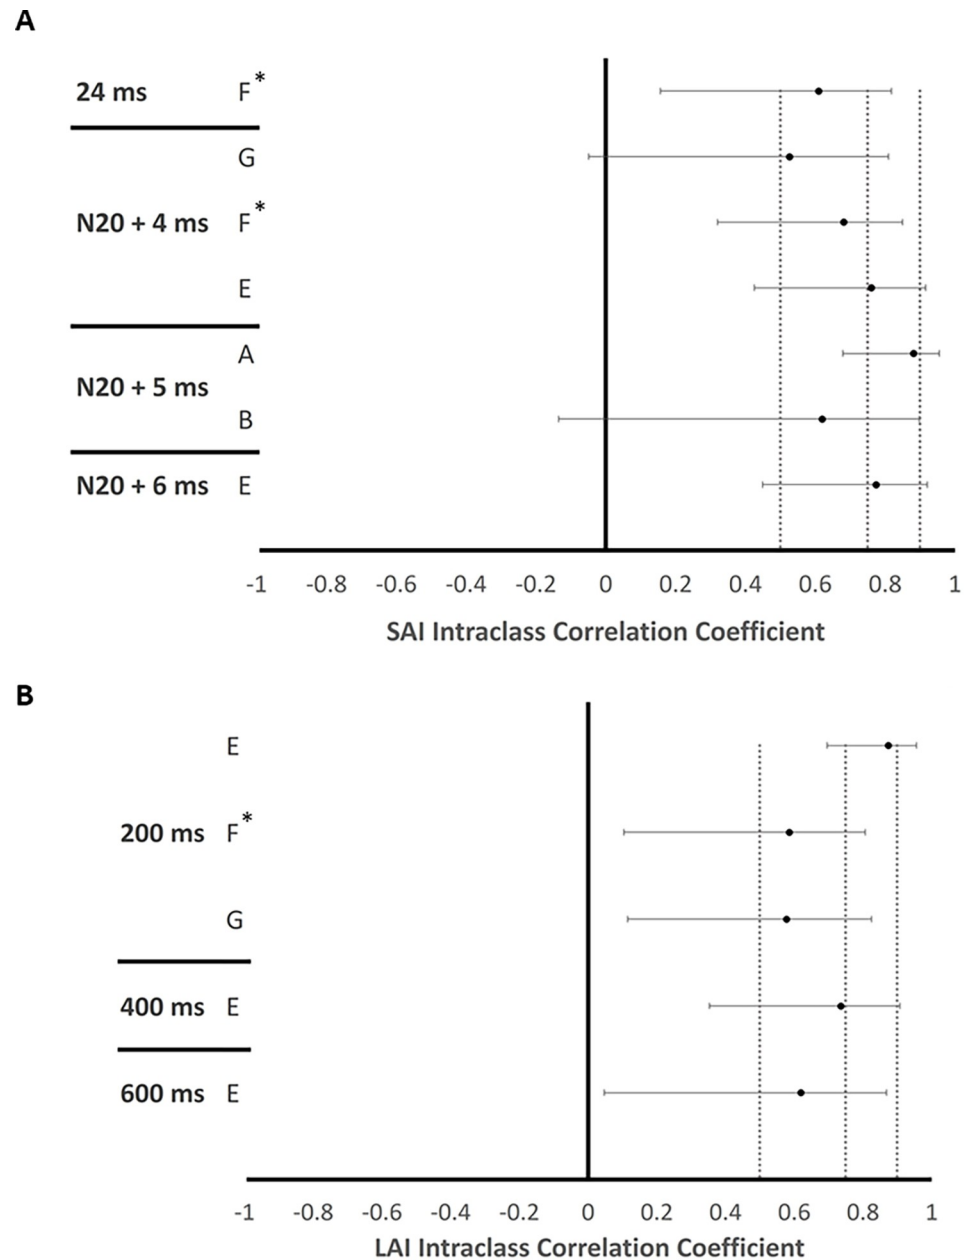 A
24 ms F*
G
N20 + 4 ms F*
E
A
N20 + 5 ms
B
N20 + 6 ms E
-1 -0.8 -0.6 -0.4 -0.2 0 0.2 0.4 0.6 0.8 1
SAI Intraclass Correlation Coefficient
B
E
200 ms F*
G
400 ms E
600 ms E
-1 -0.8 -0.6 -0.4 -0.2 0 0.2 0.4 0.6 0.8 1
LAI Intraclass Correlation Coefficient